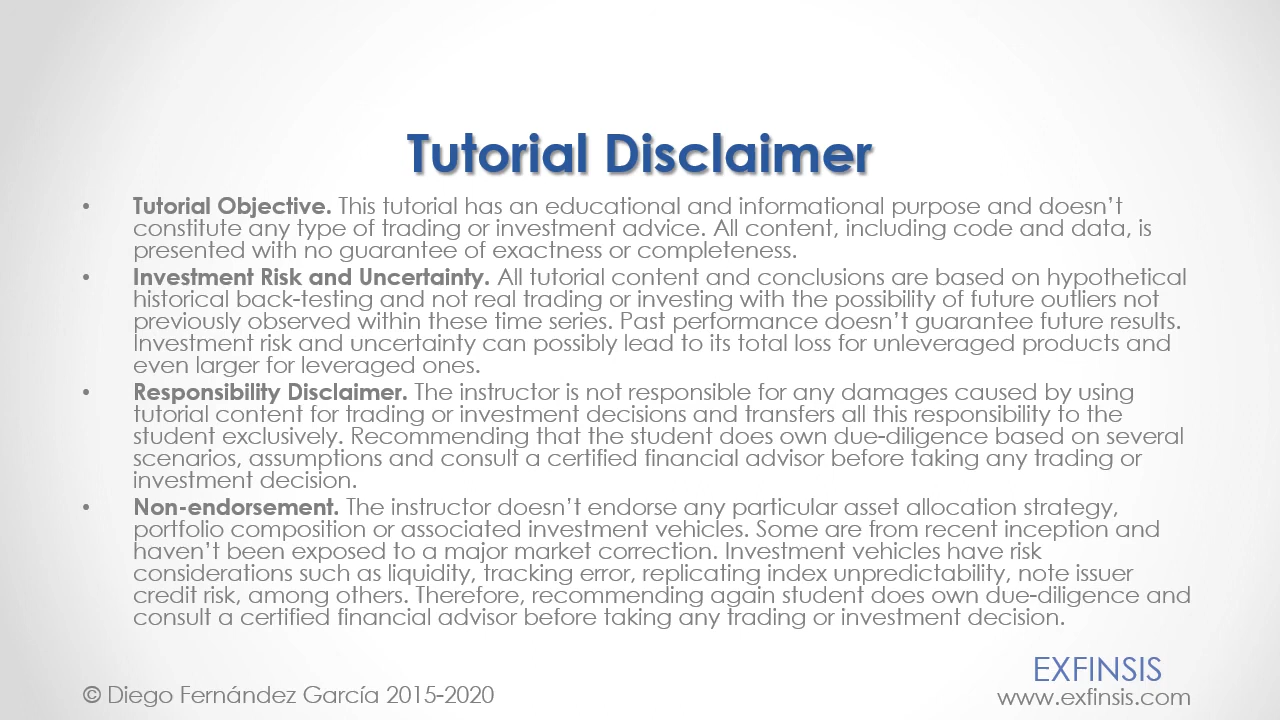 Tutorial Disclaimer
• Tutorial Objective. This tutorial has an educational and informational purpose and doesn't
constitute any type of trading or investment advice. All content, including code and data, is
presented with no guarantee of exactness or completeness.
• Investment Risk and Uncertainty. All tutorial content and conclusions are based on hypothetical
historical back-testing and not real trading or investing with the possibility of future outliers not
previously observed within these time series. Past performance doesn't guarantee future results.
Investment risk and uncertainty can possibly lead to its total loss for unleveraged products and
even larger for leveraged ones.
• Responsibility Disclaimer. The instructor is not responsible for any damages caused by using
tutorial content for trading or investment decisions and transfers all this responsibility to the
student exclusively. Recommending that the student does own due-diligence based on several
scenarios, assumptions and consult a certified financial advisor before taking any trading or
investment decision.
• Non-endorsement. The instructor doesn't endorse any particular asset allocation strategy,
portfolio composition or associated investment vehicles. Some are from recent inception and
haven't been exposed to a major market correction. Investment vehicles have risk
considerations such as liquidity, tracking error, replicating index unpredictability, note issuer
credit risk, among others. Therefore, recommending again student does own due-diligence and
consult a certified financial advisor before taking any trading or investment decision.
© Diego Fernández García 2015-2020
EXFINSIS
www.exfinsis.com